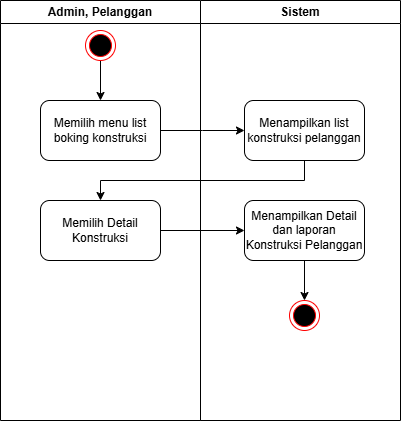 Admin, Pelanggan
Sistem
Memilih menu list
boking konstruksi
Menampilkan list
konstruksi pelanggan
Memilih Detail
Konstruksi
Menampilkan Detail
dan laporan
Konstruksi Pelanggan